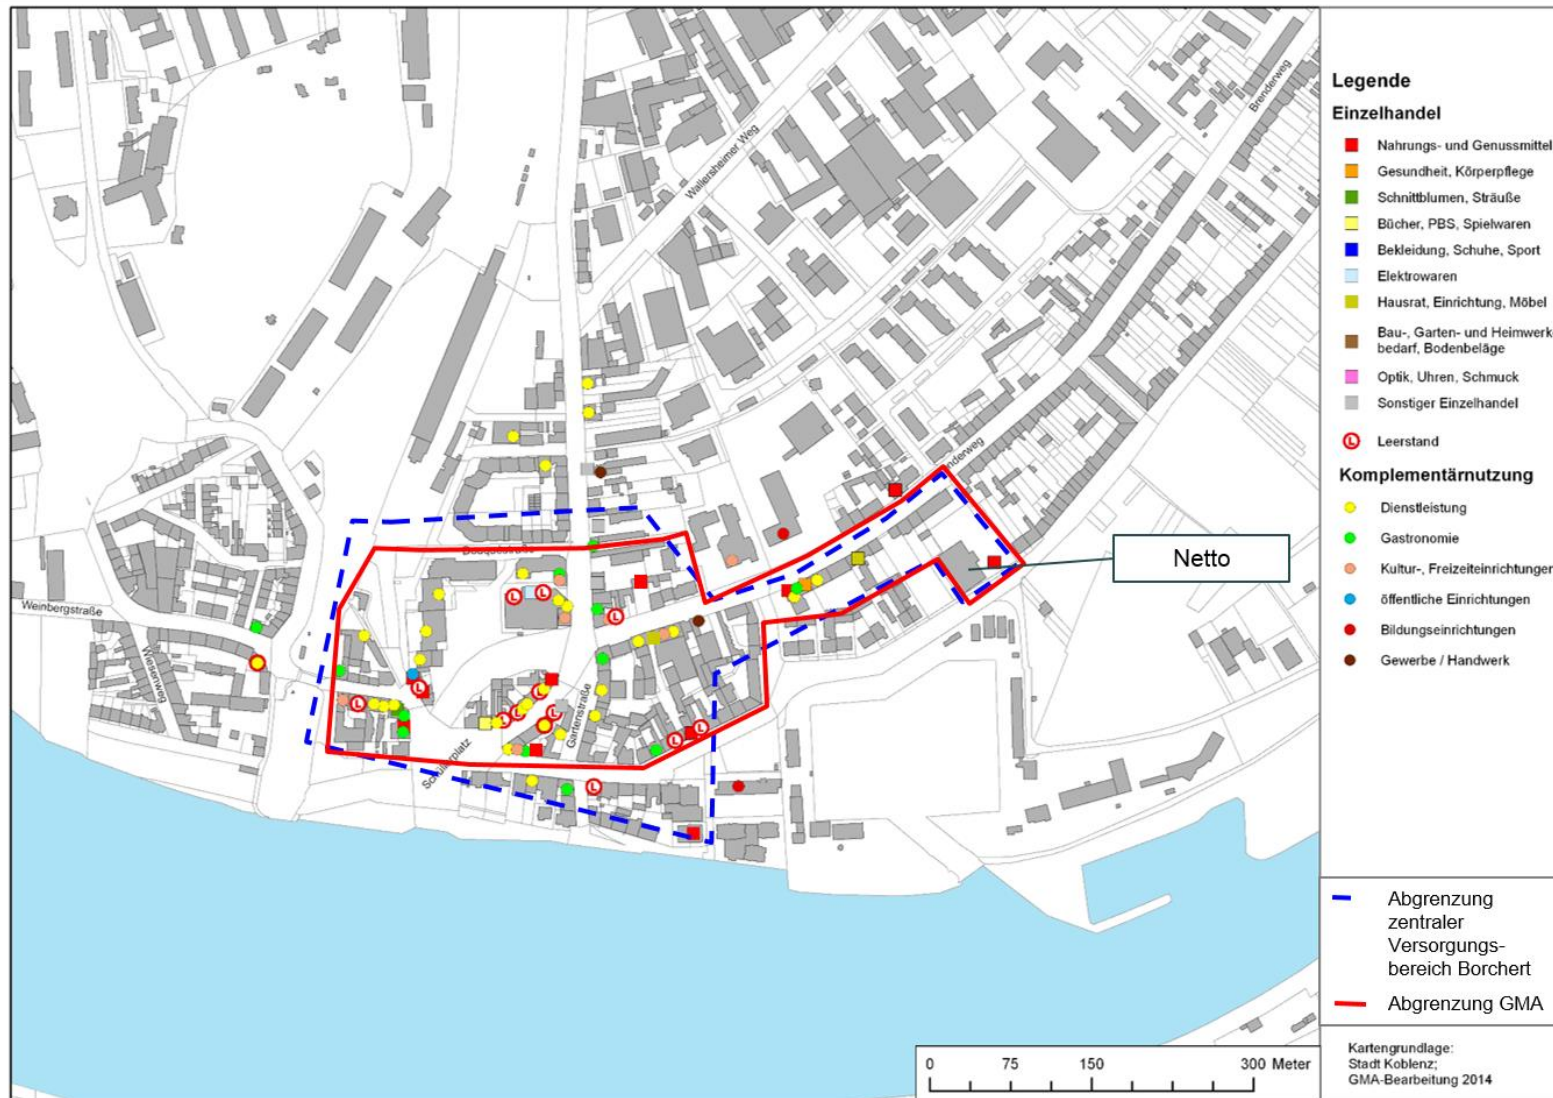 Legende
Einzelhandel
Nahrungs- und Genussmittel
Gesundheit, Körperpflege
Schnittblumen, Sträuße
Bücher, PBS, Spielwaren
Bekleidung, Schuhe, Sport
Elektrowaren
Hausrat, Einrichtung, Möbel
Bau-, Garten- und Heimwerke
bedarf, Bodenbeläge
Optik, Uhren, Schmuck
Sonstiger Einzelhandel
L Leerstand
Komplementärnutzung
Dienstleistung
Gastronomie
Kultur-, Freizeiteinrichtungen
öffentliche Einrichtungen
Bildungseinrichtungen
Gewerbe / Handwerk
Abgrenzung
zentraler
Versorgungs-
bereich Borchert
Abgrenzung GMA
Kartengrundlage:
Stadt Koblenz;
GMA-Bearbeitung 2014
Brenderweg
Wallersheimer Weg
nderweg
Netto
Weinbergstraße
Wiesenweg
Gartenstraße
Schüllerplatz
0 75 150 300 Meter